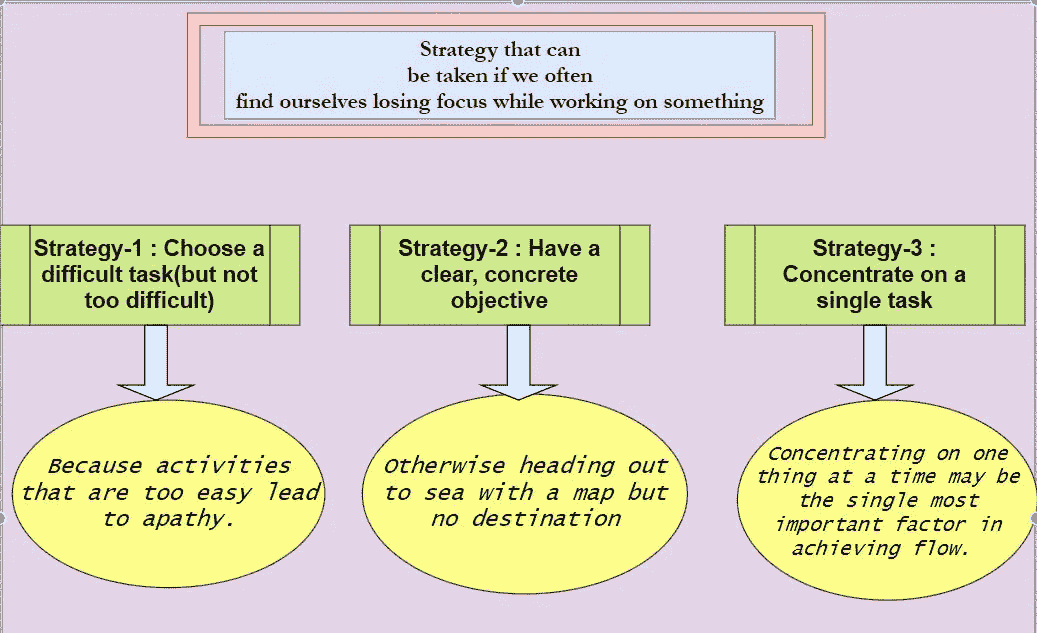 Strategy that can
be taken if we often
find ourselves losing focus while working on something
Strategy-1 : Choose a
difficult task(but not
too difficult)
Strategy-2 : Have a
clear, concrete
objective
Strategy-3 :
Concentrate on a
single task
Because activities
that are too easy lead
to apathy.
Otherwise heading out
to sea with a map but
no destination
Concentrating on one
thing at a time may be
the single most
important factor in
achieving flow.